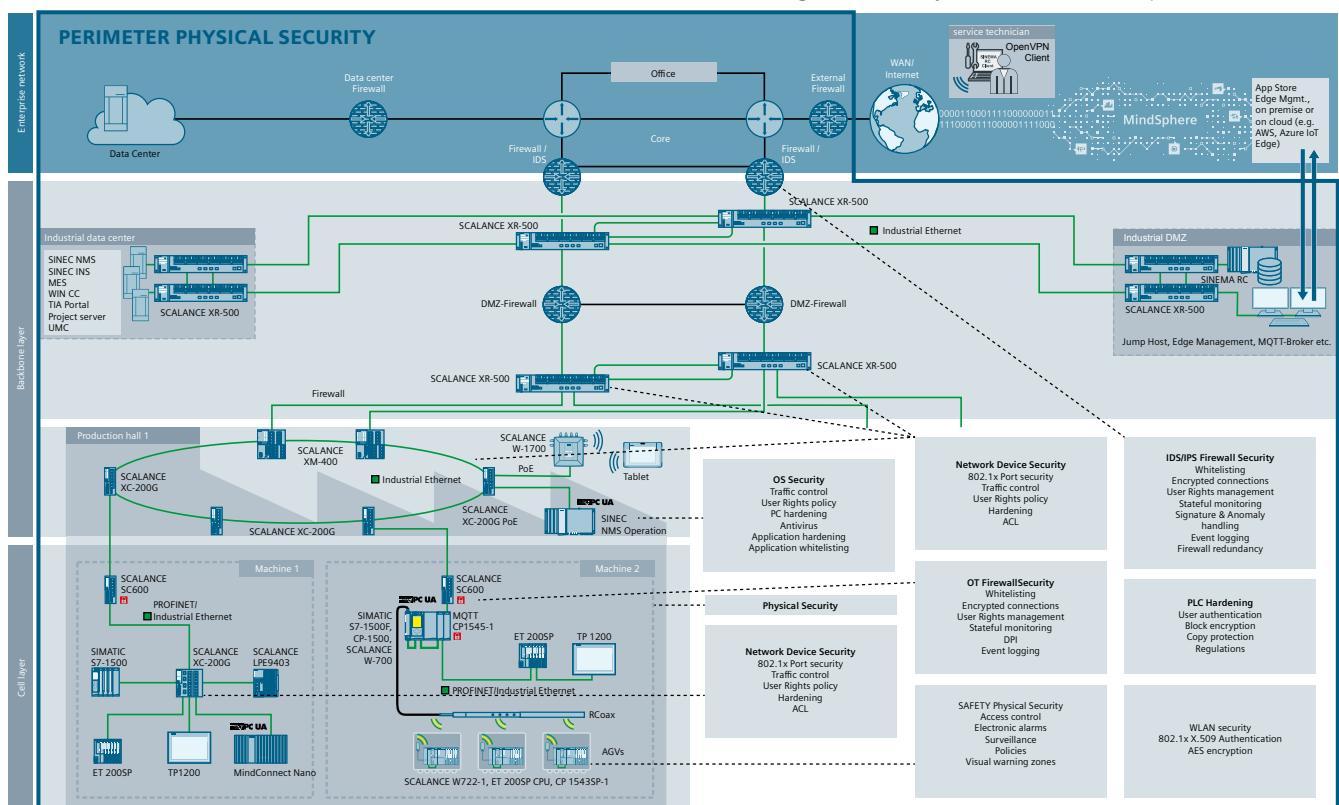 PERIMETER PHYSICAL SECURITY
Enterprise network
Data Center
Data center
Firewall
Office
Core
Firewall /
IDS
Firewall /
IDS
External
Firewall
WAN/
Internet
service technician
OpenVPN
Client
SINEMA
RC
Client
00001100011110000000011
11100001110000011110000
MindSphere
App Store
Edge Mgmt.,
on premise or
on cloud (e.g.
AWS, Azure IoT
Edge)
Backbone layer
Industrial data center
SINEC NMS
SINEC INS
MES
WIN CC
TIA Portal
Project server
UMC
SCALANCE XR-500
SCALANCE XR-500
SCALANCE XR-500
Industrial Ethernet
Industrial DMZ
SINEMA RC
SCALANCE XR-500
Jump Host, Edge Management, MQTT-Broker etc.
DMZ-Firewall
DMZ-Firewall
SCALANCE XR-500
SCALANCE XR-500
Firewall
Production hall 1
SCALANCE
XM-400
SCALANCE
XC-200G
Industrial Ethernet
SCALANCE XC-200G
SCALANCE
XC-200G PoE
SCALANCE
W-1700
PoE
Tablet
OPC UA
SINEC
NMS Operation
OS Security
Traffic control
User Rights policy
PC hardening
Antivirus
Application hardening
Application whitelisting
Network Device Security
802.1x Port security
Traffic control
User Rights policy
Hardening
ACL
IDS/IPS Firewall Security
Whitelisting
Encrypted connections
User Rights management
Stateful monitoring
Signature & Anomaly
handling
Event logging
Firewall redundancy
Cell layer
Machine 1
SCALANCE
SC600
PROFINET/
Industrial Ethernet
SIMATIC
S7-1500
SCALANCE
XC-200G
SCALANCE
LPE9403
OPC UA
ET 200SP
TP1200
MindConnect Nano
Machine 2
SCALANCE
SC600
OPC UA
SIMATIC
S7-1500F,
CP-1500,
SCALANCE
W-700
MQTT
CP1545-1
ET 200SP
TP 1200
PROFINET/Industrial Ethernet
RCoax
AGVs
SCALANCE W722-1, ET 200SP CPU, CP 1543SP-1
Physical Security
Network Device Security
802.1x Port security
Traffic control
User Rights policy
Hardening
ACL
OT FirewallSecurity
Whitelisting
Encrypted connections
User Rights management
Stateful monitoring
DPI
Event logging
PLC Hardening
User authentication
Block encryption
Copy protection
Regulations
SAFETY Physical Security
Access control
Electronic alarms
Surveillance
Policies
Visual warning zones
WLAN security
802.1x X.509 Authentication
AES encryption